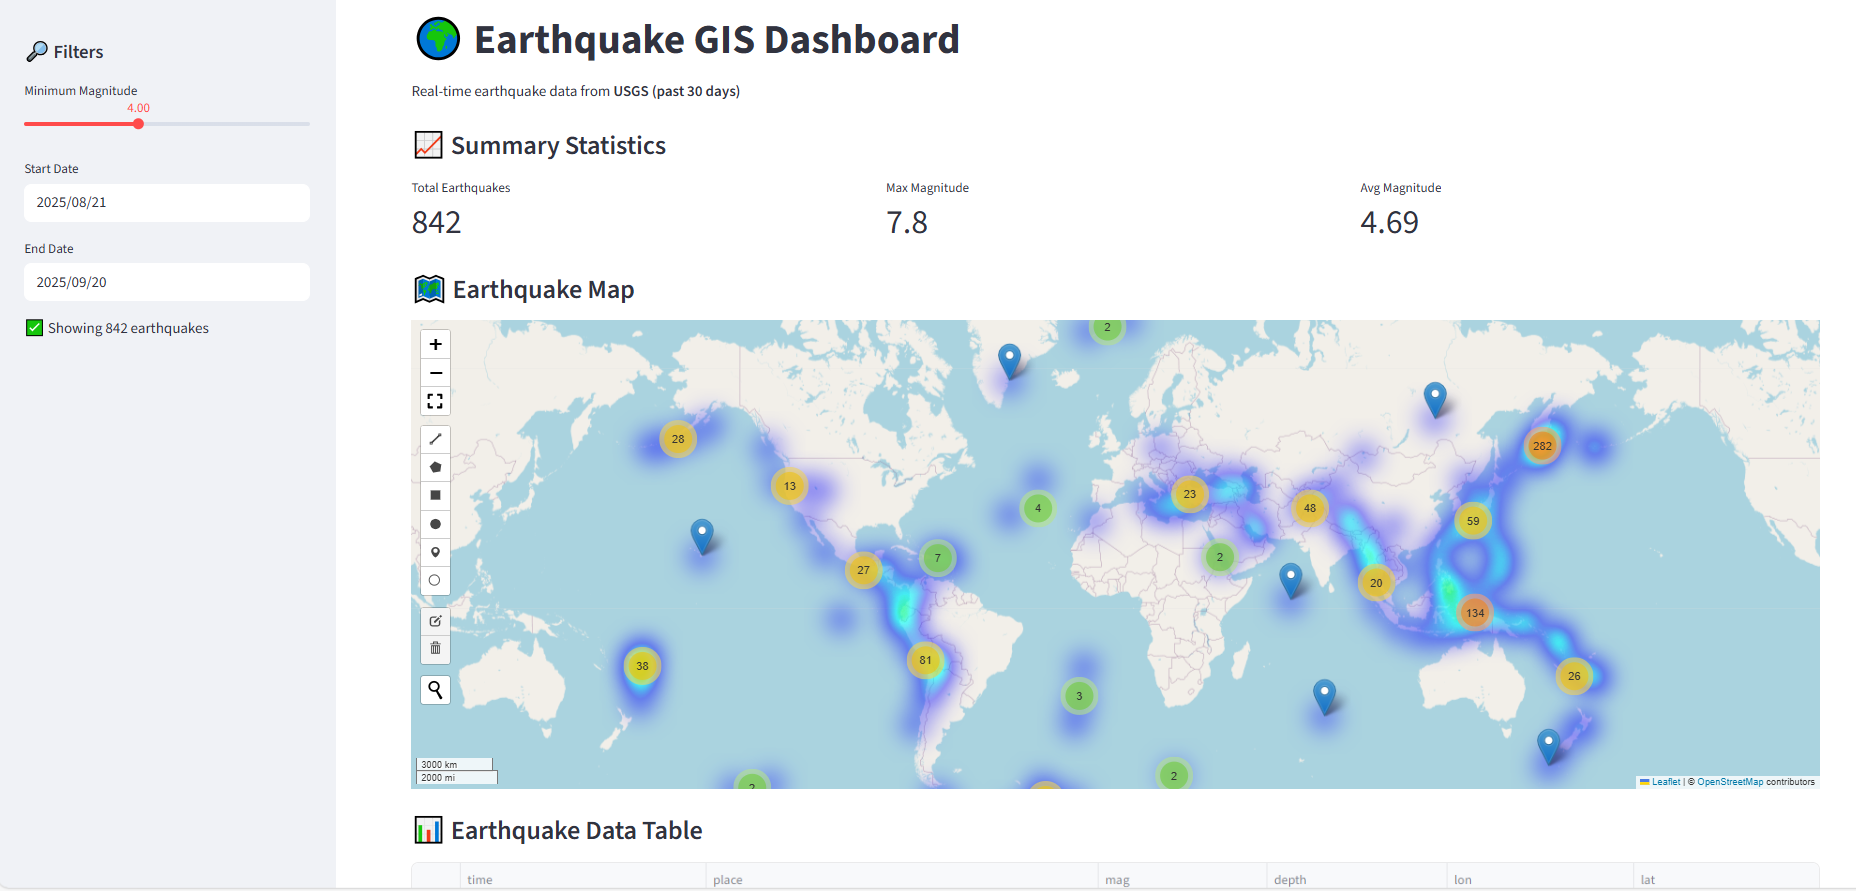 Filters
Minimum Magnitude
4.00
Start Date
2025/08/21
End Date
2025/09/20
Showing 842 earthquakes
Earthquake GIS Dashboard
Real-time earthquake data from USGS (past 30 days)
Summary Statistics
Total Earthquakes
842
Max Magnitude
7.8
Avg Magnitude
4.69
Earthquake Map
+
−
2
28
282
13
23
4
48
59
7
2
27
20
134
38
81
26
3
2
2
3000 km
2000 mi
Leaflet | © OpenStreetMap contributors
Earthquake Data Table
time place mag depth lon lat